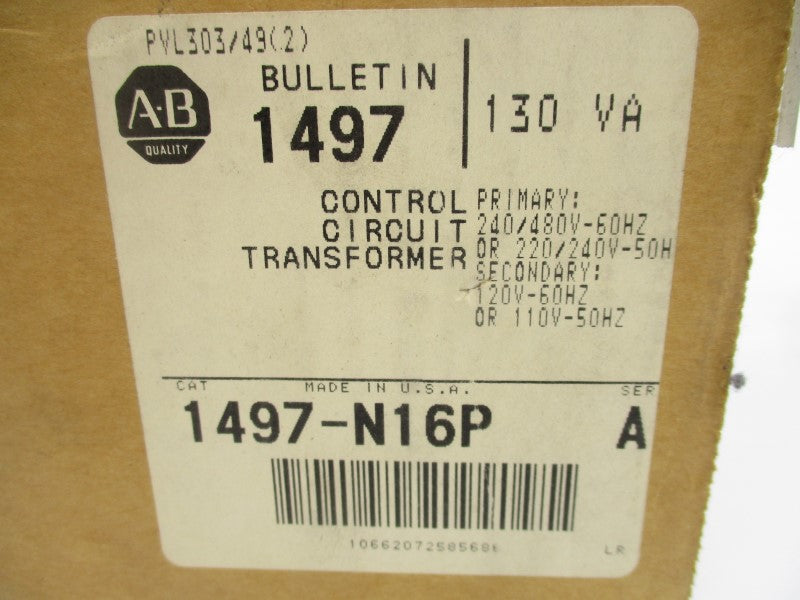 PVL303/49(2)
A-B
QUALITY
BULLETIN
1497
130 VA
CONTROL
CIRCUIT
TRANSFORMER
PRIMARY:
240/480V-60HZ
OR 220/240V-50H
SECONDARY:
120V-60HZ
OR 110V-50HZ
CAT MADE IN U.S.A. SER
1497-N16P A
LR